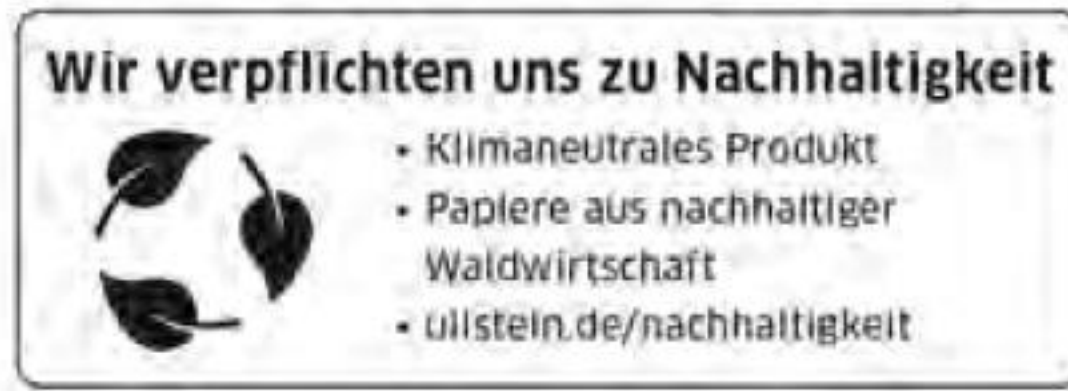 Wir verpflichten uns zu Nachhaltigkeit
• Klimaneutrales Produkt
• Papiere aus nachhaltiger
Waldwirtschaft
• ullstein.de/nachhaltigkeit